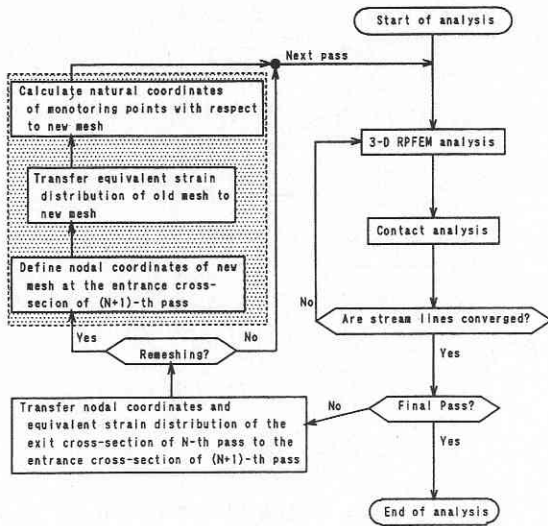 Start of analysis
Next pass
Calculate natural coordinates
of monotoring points with respect
to new mesh
3-D RPFEM analysis
Transfer equivalent strain
distribution of old mesh to
new mesh
Contact analysis
Define nodal coordinates of new
mesh at the entrance cross-
secion of (N+1)-th pass
No
Are stream lines converged?
Yes
No
Remeshing?
Yes
Transfer nodal coordinates and
equivalent strain distribution of the
exit cross-section of N-th pass to the
entrance cross-section of (N+1)-th pass
No
Final Pass?
Yes
End of analysis